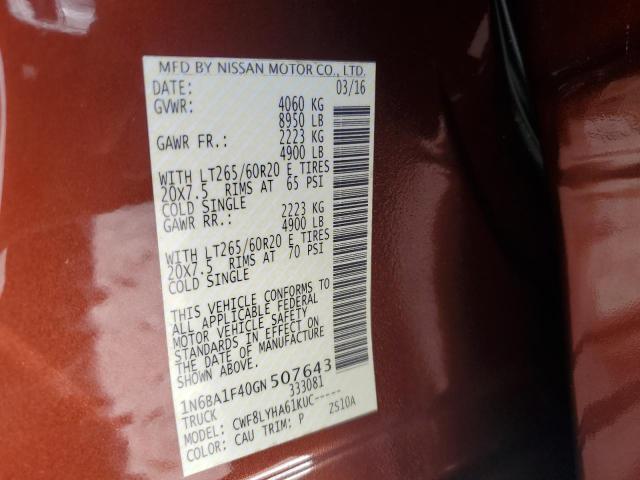 MFD BY NISSAN MOTOR CO., LTD.
DATE: 03/16
GVWR: 4060 KG
8950 LB
GAWR FR.: 2223 KG
4900 LB
WITH LT265/60R20 E TIRES
20X7.5 RIMS AT 65 PSI
COLD SINGLE
GAWR RR.: 2223 KG
4900 LB
WITH LT265/60R20 E TIRES
20X7.5 RIMS AT 70 PSI
COLD SINGLE
THIS VEHICLE CONFORMS TO
ALL APPLICABLE FEDERAL
MOTOR VEHICLE SAFETY
STANDARDS IN EFFECT ON
THE DATE OF MANUFACTURE
SHOWN ABOVE.
1N6BA1F40GN507643
TRUCK 333081
MODEL: CWF8LYHA61KUC-----
COLOR: CAU TRIM: P ZS10A